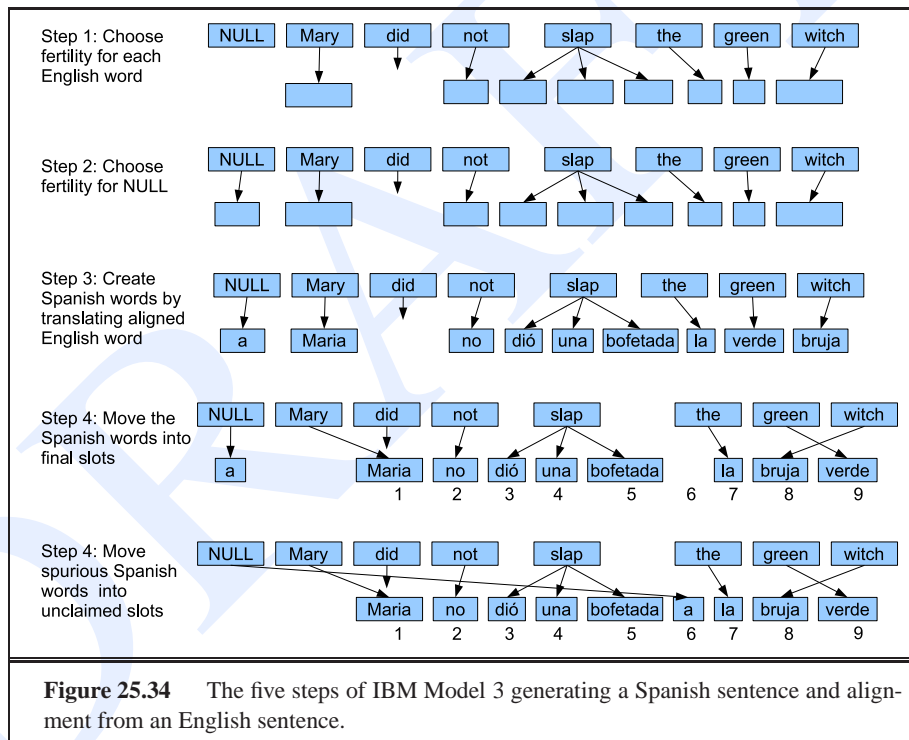 Step 1: Choose fertility for each English word
NULL Mary did not slap the green witch
Step 2: Choose fertility for NULL
NULL Mary did not slap the green witch
Step 3: Create Spanish words by translating aligned English word
NULL Mary did not slap the green witch
a Maria no dió una bofetada la verde bruja
Step 4: Move the Spanish words into final slots
NULL Mary did not slap the green witch
a Maria no dió una bofetada la bruja verde
1 2 3 4 5 6 7 8 9
Step 4: Move spurious Spanish words into unclaimed slots
NULL Mary did not slap the green witch
Maria no dió una bofetada a la bruja verde
1 2 3 4 5 6 7 8 9
Figure 25.34 The five steps of IBM Model 3 generating a Spanish sentence and align-
ment from an English sentence.
DRAFT